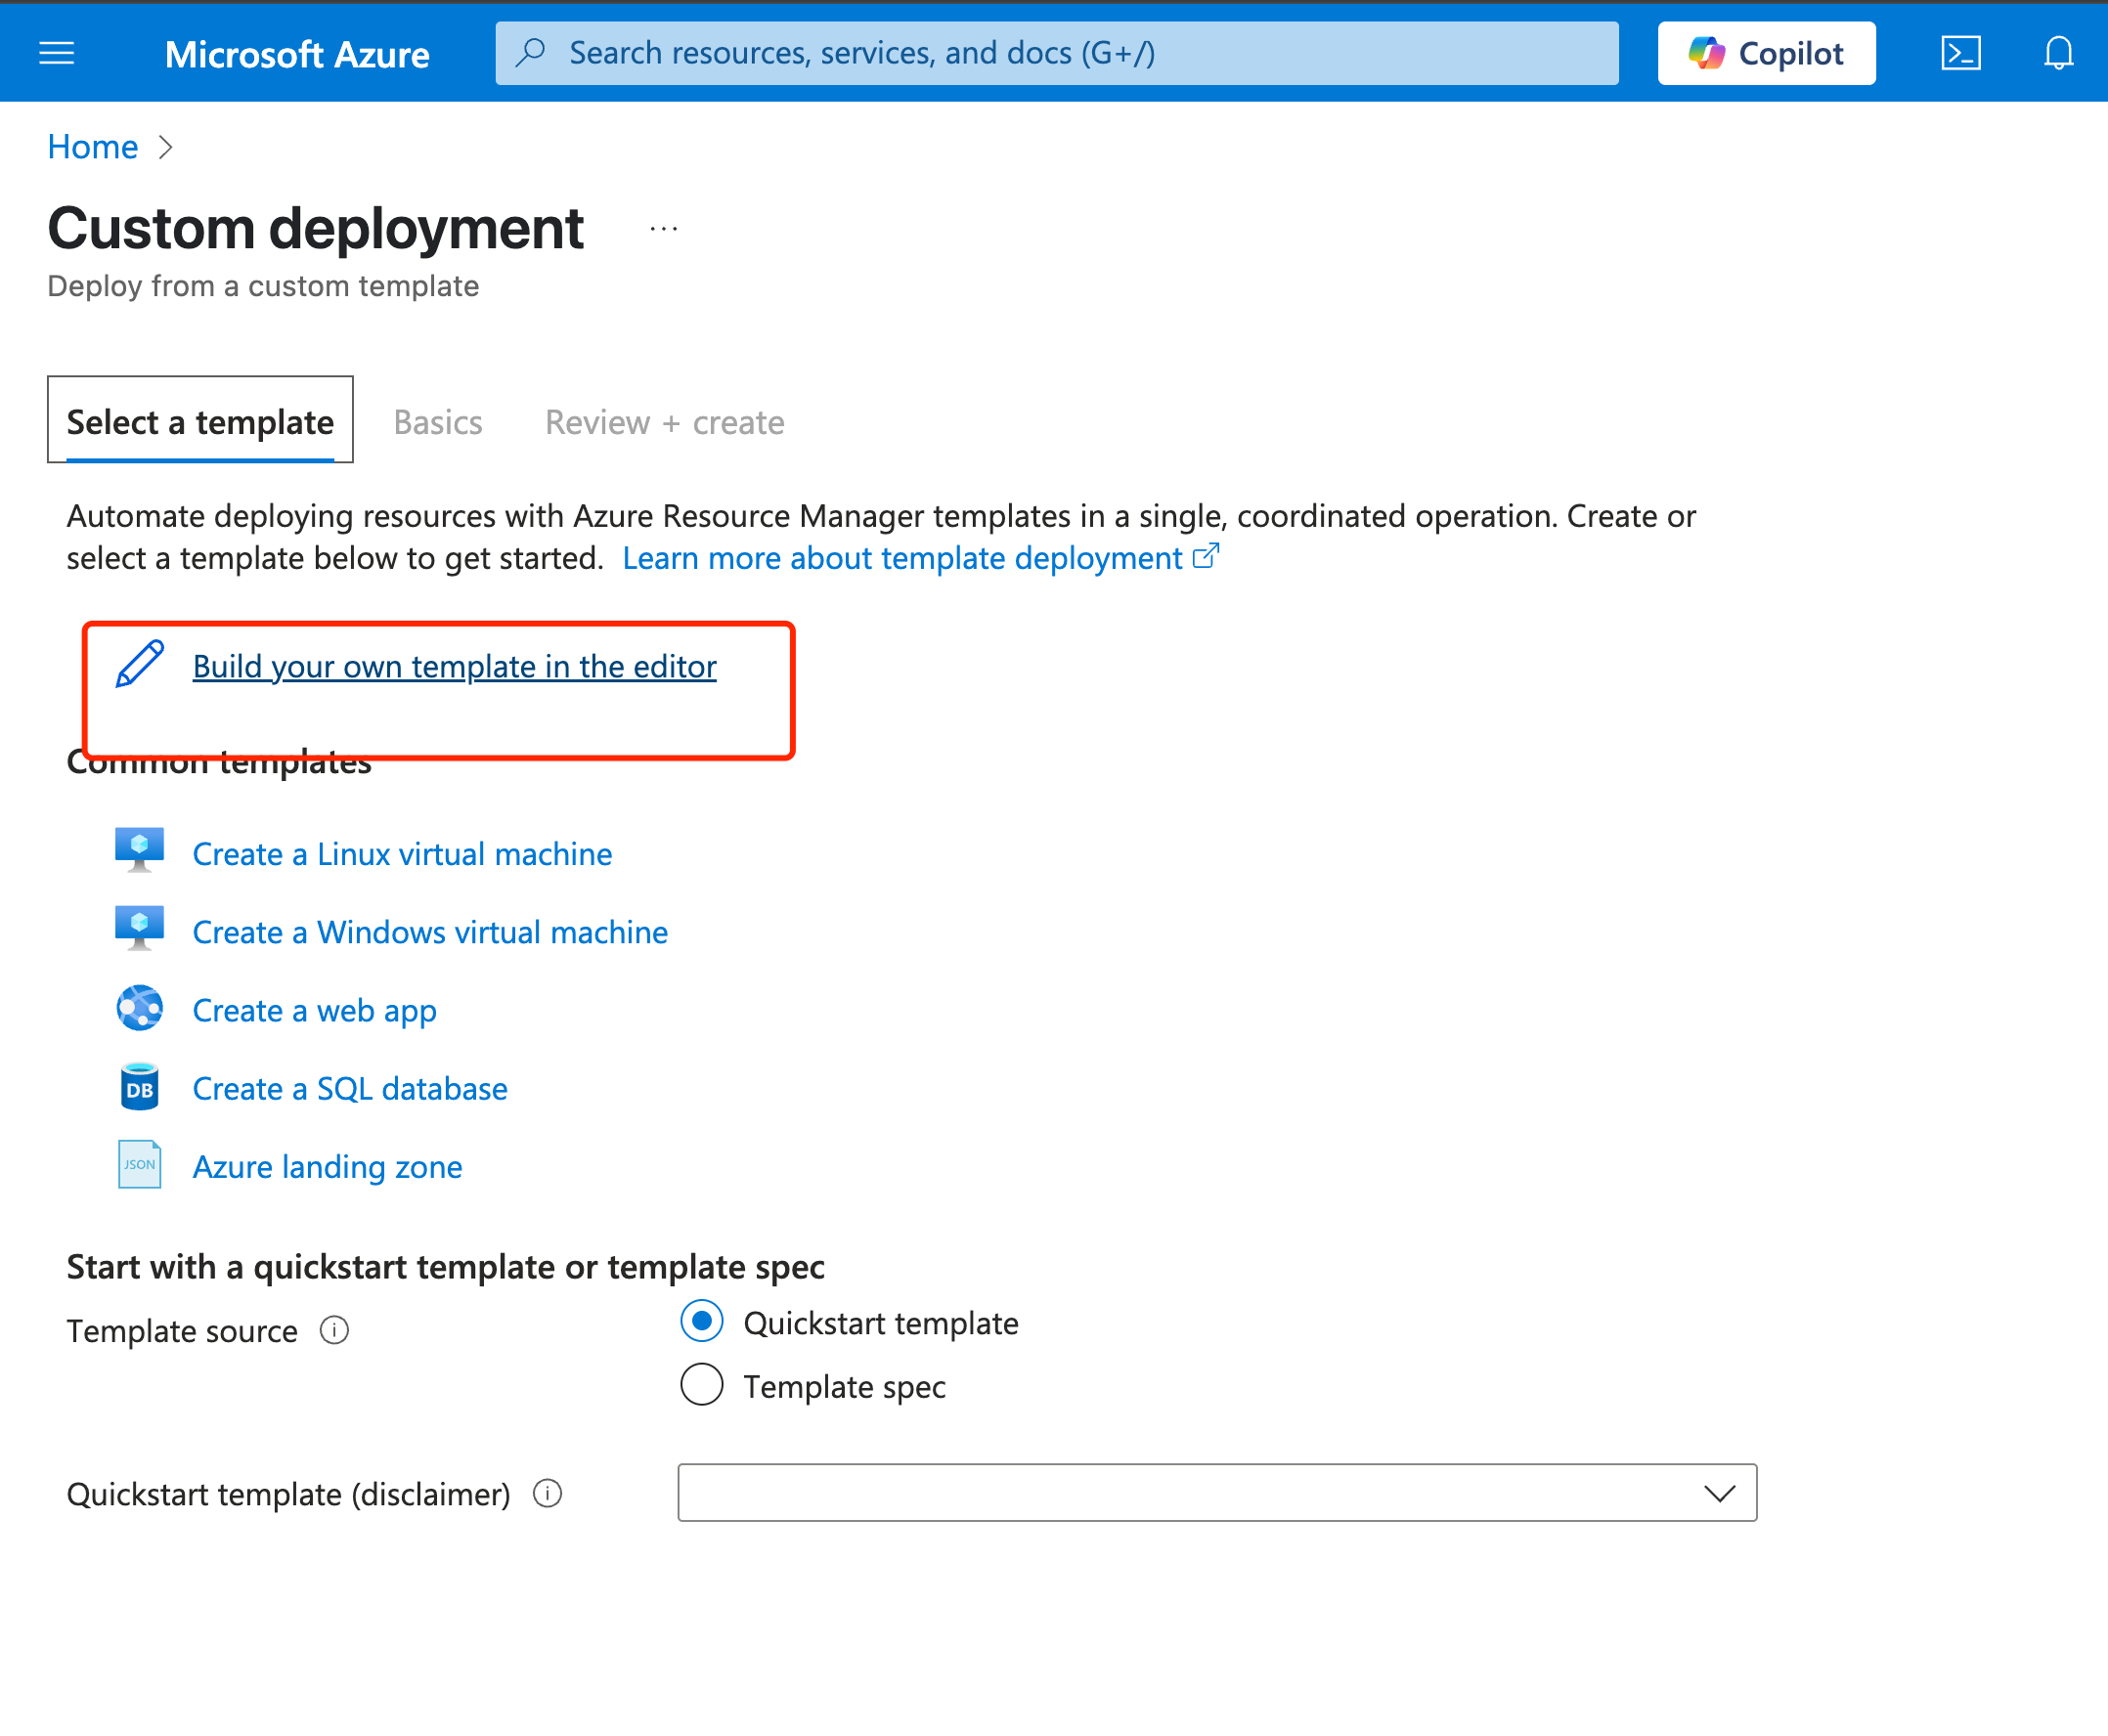 Microsoft Azure
Search resources, services, and docs (G+/)
Copilot
Home
Custom deployment
...
Deploy from a custom template
Select a template
Basics
Review + create
Automate deploying resources with Azure Resource Manager templates in a single, coordinated operation. Create or
select a template below to get started. Learn more about template deployment
Build your own template in the editor
Common templates
Create a Linux virtual machine
Create a Windows virtual machine
Create a web app
DB
Create a SQL database
JSON
Azure landing zone
Start with a quickstart template or template spec
Template source
Quickstart template
Template spec
Quickstart template (disclaimer)